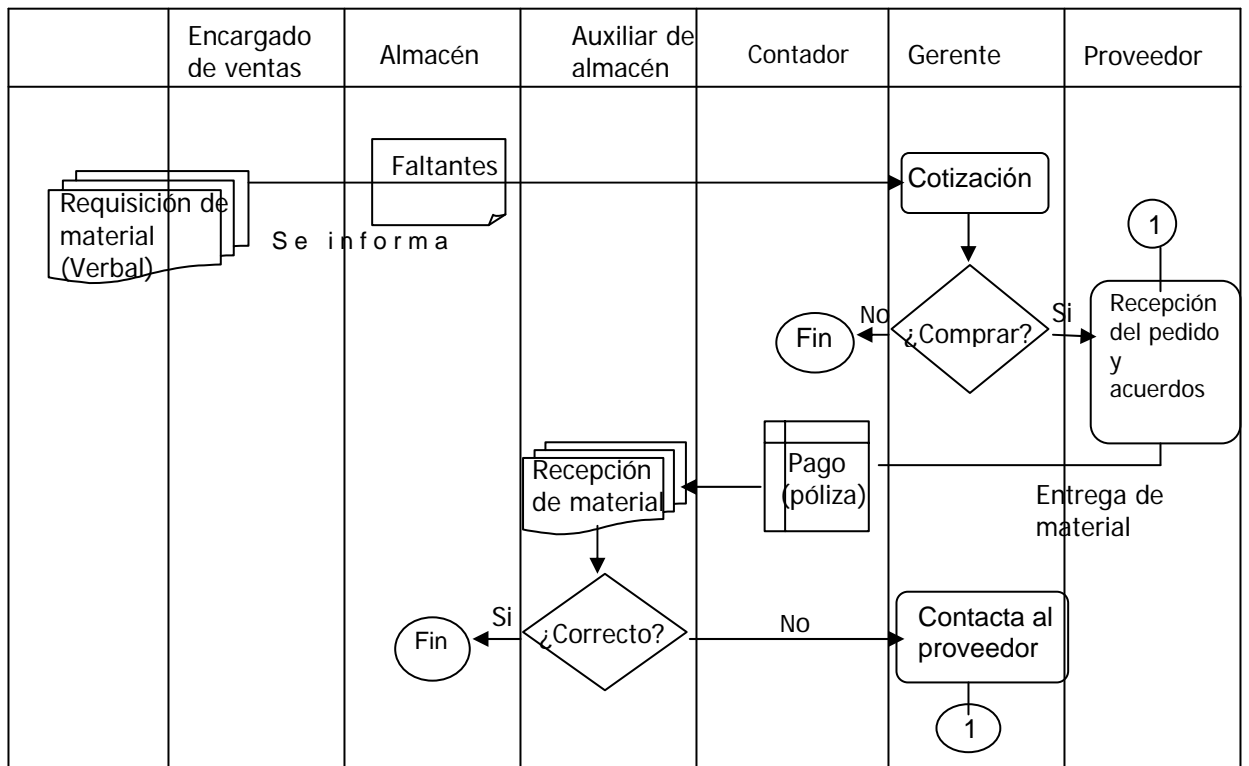 Encargado
de ventas
Almacén
Auxiliar de
almacén
Contador
Gerente
Proveedor
Faltantes
Cotización
Requisición de
material
(Verbal)
Se informa
1
Recepción
del pedido
y
acuerdos
Fin
No
¿Comprar?
Si
Recepción
de material
Pago
(póliza)
Entrega de
material
Fin
Si
¿Correcto?
No
Contacta al
proveedor
1